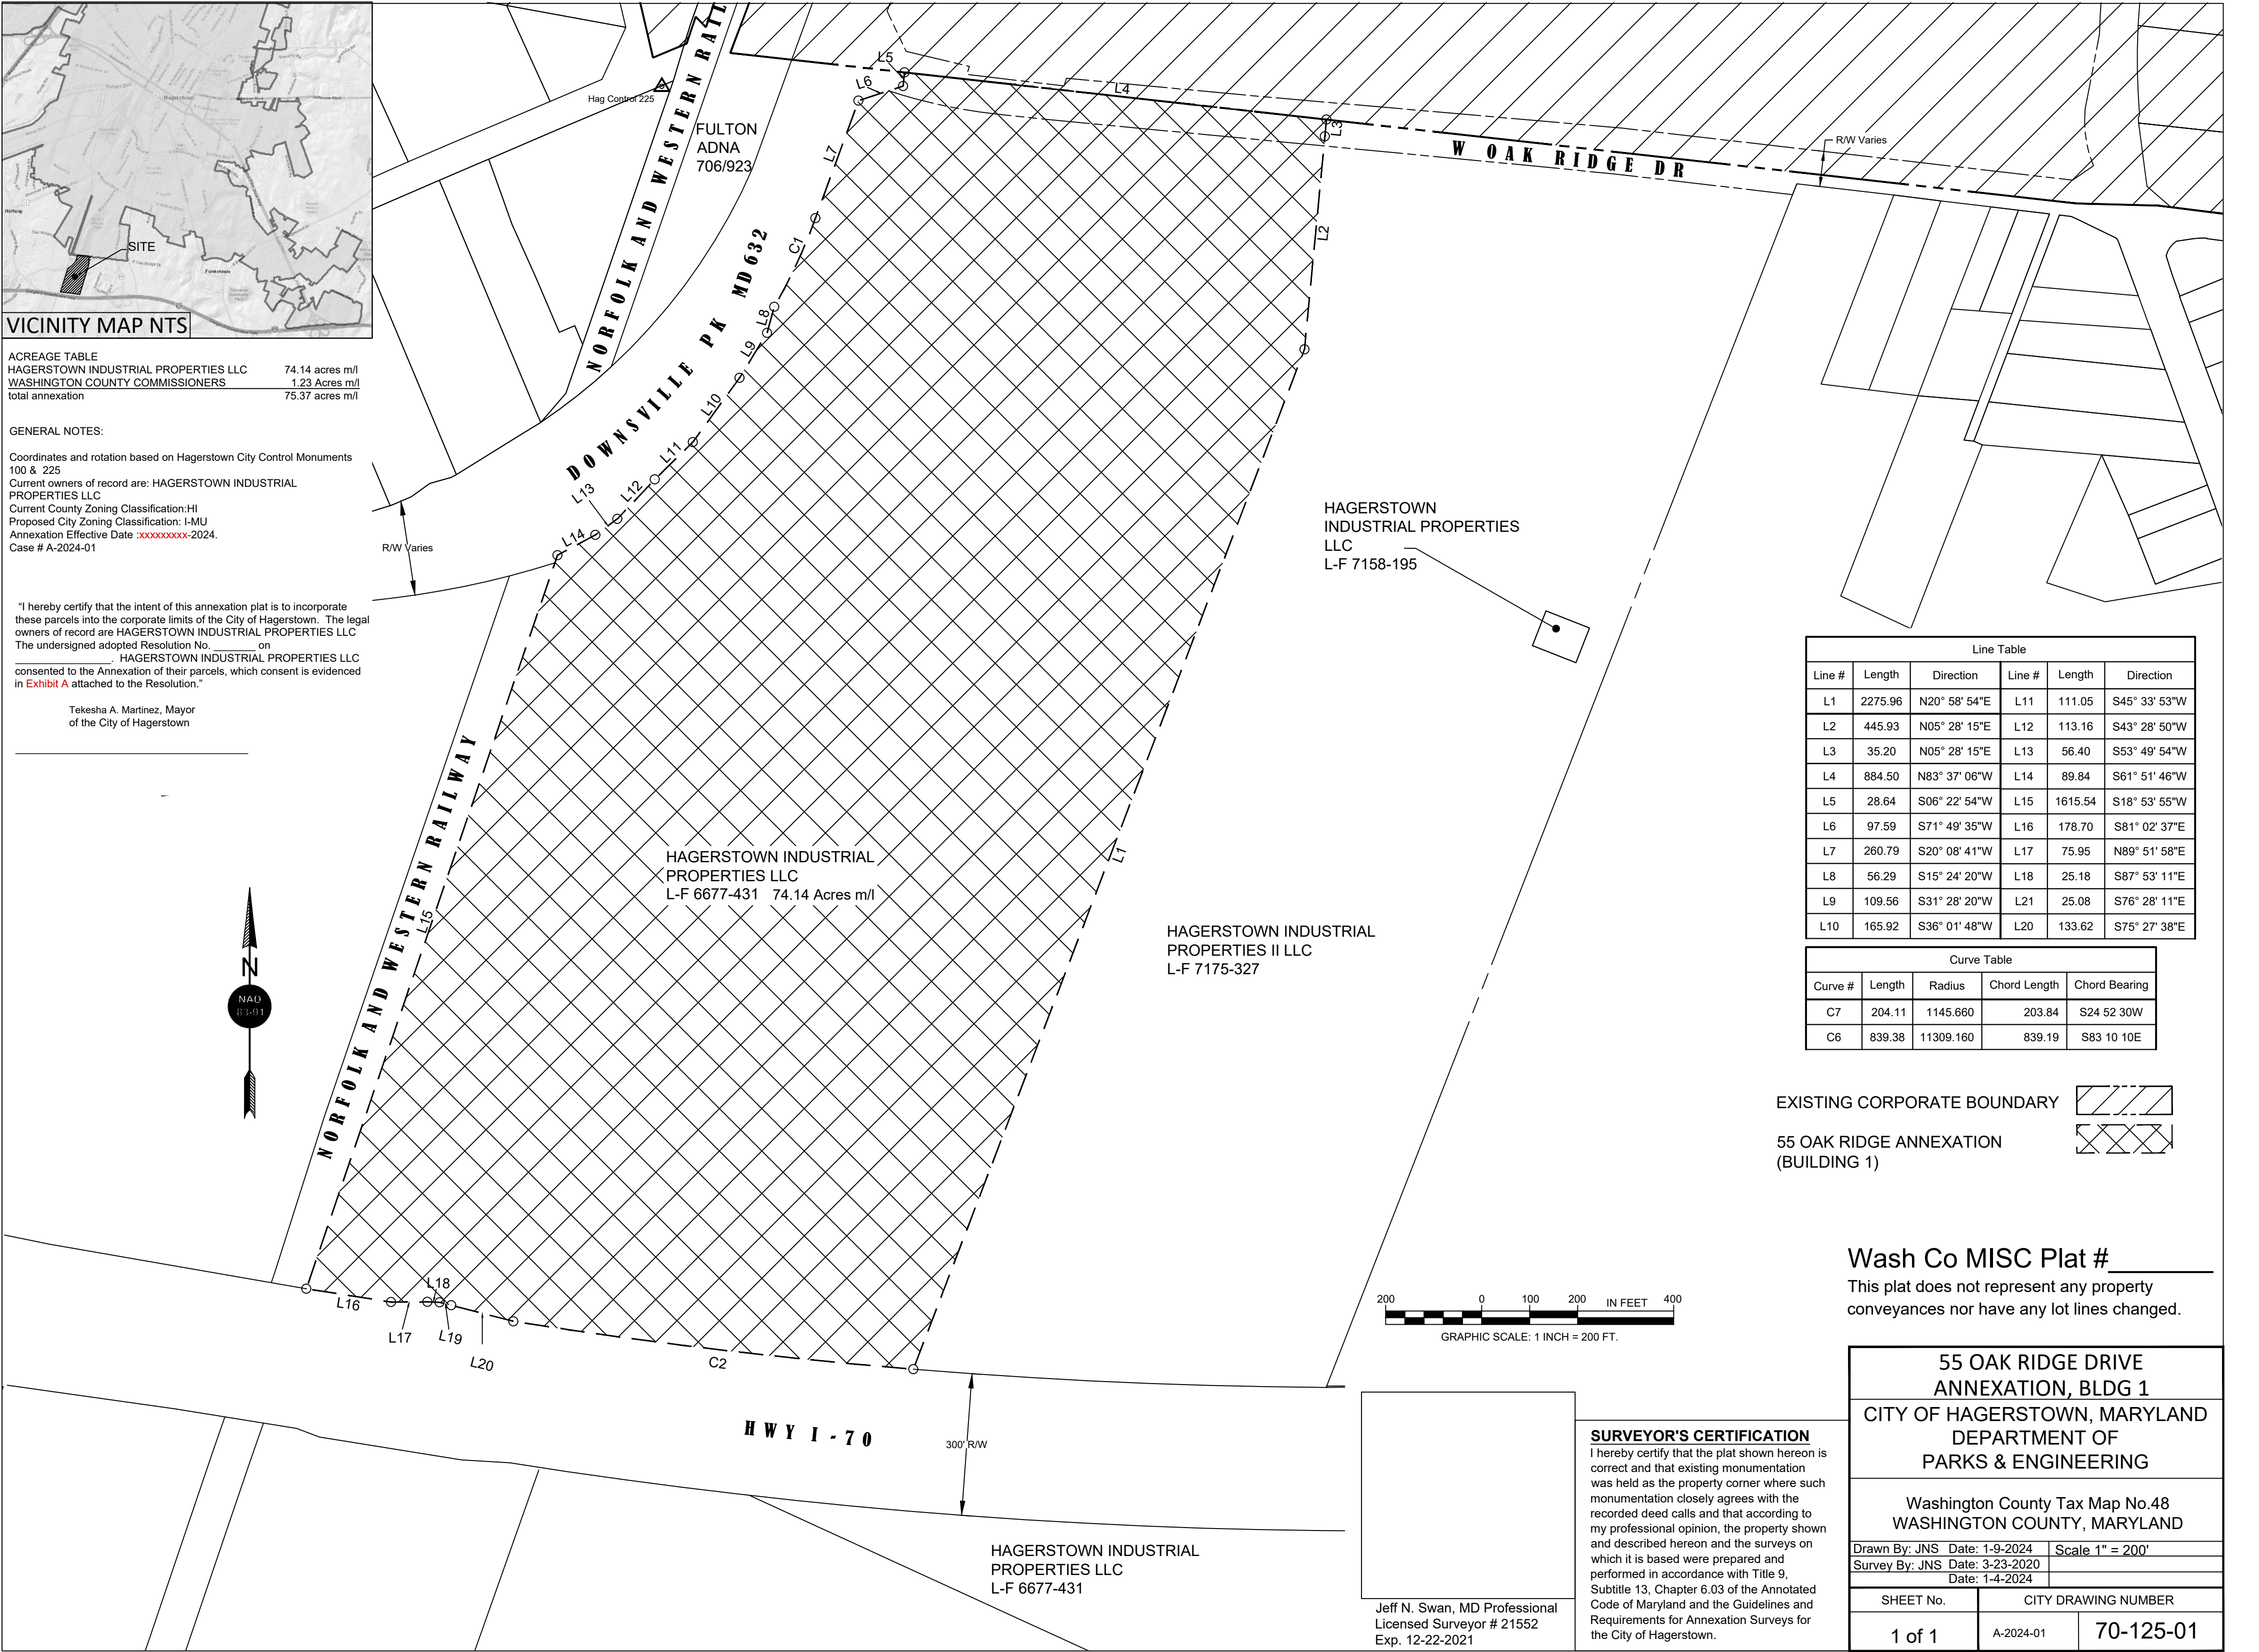 SITE
VICINITY MAP NTS
ACREAGE TABLE
HAGERSTOWN INDUSTRIAL PROPERTIES LLC 74.14 acres m/l
WASHINGTON COUNTY COMMISSIONERS 1.23 Acres m/l
total annexation 75.37 acres m/l
GENERAL NOTES:
Coordinates and rotation based on Hagerstown City Control Monuments
100 & 225
Current owners of record are: HAGERSTOWN INDUSTRIAL
PROPERTIES LLC
Current County Zoning Classification:HI
Proposed City Zoning Classification: I-MU
Annexation Effective Date :xxxxxxxxx-2024.
Case # A-2024-01
“I hereby certify that the intent of this annexation plat is to incorporate
these parcels into the corporate limits of the City of Hagerstown. The legal
owners of record are HAGERSTOWN INDUSTRIAL PROPERTIES LLC
The undersigned adopted Resolution No. _______ on
________________. HAGERSTOWN INDUSTRIAL PROPERTIES LLC
consented to the Annexation of their parcels, which consent is evidenced
in Exhibit A attached to the Resolution.”
Tekesha A. Martinez, Mayor
of the City of Hagerstown
N
NAD
83-91
Hag Control 225
NORFOLK AND WESTERN RAIL
FULTON
ADNA
706/923
DOWNSVILLE PK MD 632
R/W Varies
NORFOLK AND WESTERN RAILWAY
L5
L6
L4
L3
L7
L2
C1
L8
L9
L10
L11
L12
L13
L14
L15
L1
L16
L17
L18
L19
L20
C2
W OAK RIDGE DR
R/W Varies
HAGERSTOWN
INDUSTRIAL PROPERTIES
LLC
L-F 7158-195
HAGERSTOWN INDUSTRIAL
PROPERTIES LLC
L-F 6677-431 74.14 Acres m/l
HAGERSTOWN INDUSTRIAL
PROPERTIES II LLC
L-F 7175-327
HWY I-70
300' R/W
HAGERSTOWN INDUSTRIAL
PROPERTIES LLC
L-F 6677-431
Line Table
Line # Length Direction Line # Length Direction
L1 2275.96 N20° 58' 54"E L11 111.05 S45° 33' 53"W
L2 445.93 N05° 28' 15"E L12 113.16 S43° 28' 50"W
L3 35.20 N05° 28' 15"E L13 56.40 S53° 49' 54"W
L4 884.50 N83° 37' 06"W L14 89.84 S61° 51' 46"W
L5 28.64 S06° 22' 54"W L15 1615.54 S18° 53' 55"W
L6 97.59 S71° 49' 35"W L16 178.70 S81° 02' 37"E
L7 260.79 S20° 08' 41"W L17 75.95 N89° 51' 58"E
L8 56.29 S15° 24' 20"W L18 25.18 S87° 53' 11"E
L9 109.56 S31° 28' 20"W L21 25.08 S76° 28' 11"E
L10 165.92 S36° 01' 48"W L20 133.62 S75° 27' 38"E
Curve Table
Curve # Length Radius Chord Length Chord Bearing
C7 204.11 1145.660 203.84 S24 52 30W
C6 839.38 11309.160 839.19 S83 10 10E
EXISTING CORPORATE BOUNDARY
55 OAK RIDGE ANNEXATION
(BUILDING 1)
Wash Co MISC Plat #_______
This plat does not represent any property
conveyances nor have any lot lines changed.
200 0 100 200 IN FEET 400
GRAPHIC SCALE: 1 INCH = 200 FT.
Jeff N. Swan, MD Professional
Licensed Surveyor # 21552
Exp. 12-22-2021
SURVEYOR'S CERTIFICATION
I hereby certify that the plat shown hereon is
correct and that existing monumentation
was held as the property corner where such
monumentation closely agrees with the
recorded deed calls and that according to
my professional opinion, the property shown
and described hereon and the surveys on
which it is based were prepared and
performed in accordance with Title 9,
Subtitle 13, Chapter 6.03 of the Annotated
Code of Maryland and the Guidelines and
Requirements for Annexation Surveys for
the City of Hagerstown.
55 OAK RIDGE DRIVE
ANNEXATION, BLDG 1
CITY OF HAGERSTOWN, MARYLAND
DEPARTMENT OF
PARKS & ENGINEERING
Washington County Tax Map No.48
WASHINGTON COUNTY, MARYLAND
Drawn By: JNS Date: 1-9-2024 Scale 1" = 200'
Survey By: JNS Date: 3-23-2020
Date: 1-4-2024
SHEET No. CITY DRAWING NUMBER
1 of 1 A-2024-01 70-125-01